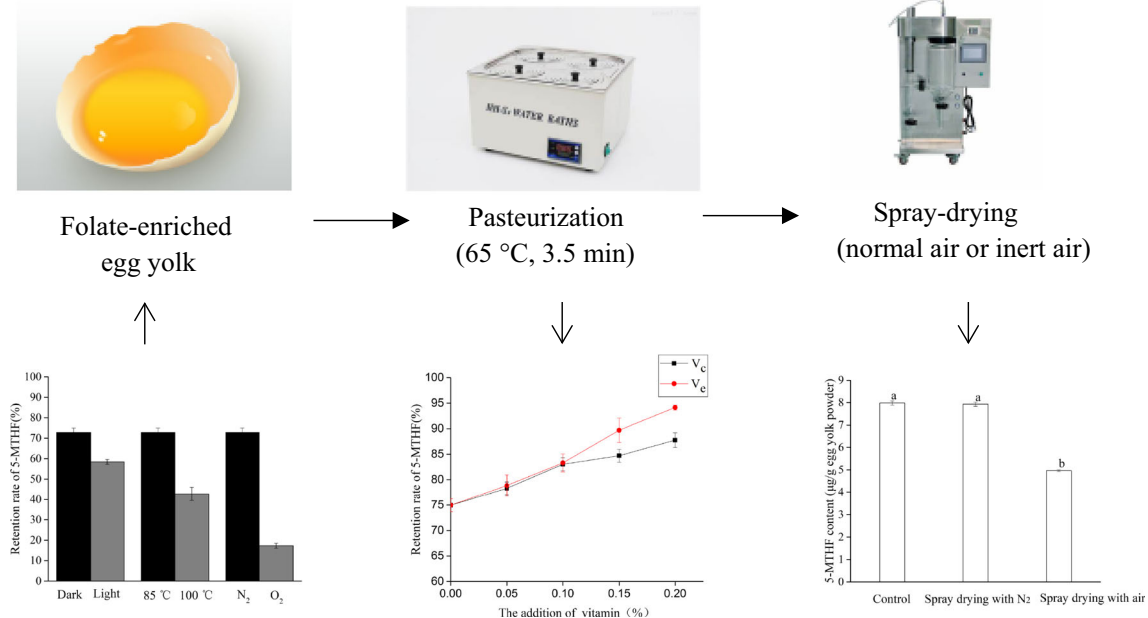 HH-S4 WATER BATHS
Folate-enriched
egg yolk
Pasteurization
(65 °C, 3.5 min)
Spray-drying
(normal air or inert air)
Retention rate of 5-MTHF(%)
100
90
80
70
60
50
40
30
20
10
0
Dark Light 85 ℃ 100 ℃ N2 O2
Vc
Ve
Retention rate of 5-MTHF(%)
100
95
90
85
80
75
70
65
60
0.00 0.05 0.10 0.15 0.20
The addition of vitamin (%)
5-MTHF content (μg/g egg yolk powder)
9
8
7
6
5
4
3
2
1
0
a
a
b
Control Spray drying with N2 Spray drying with air